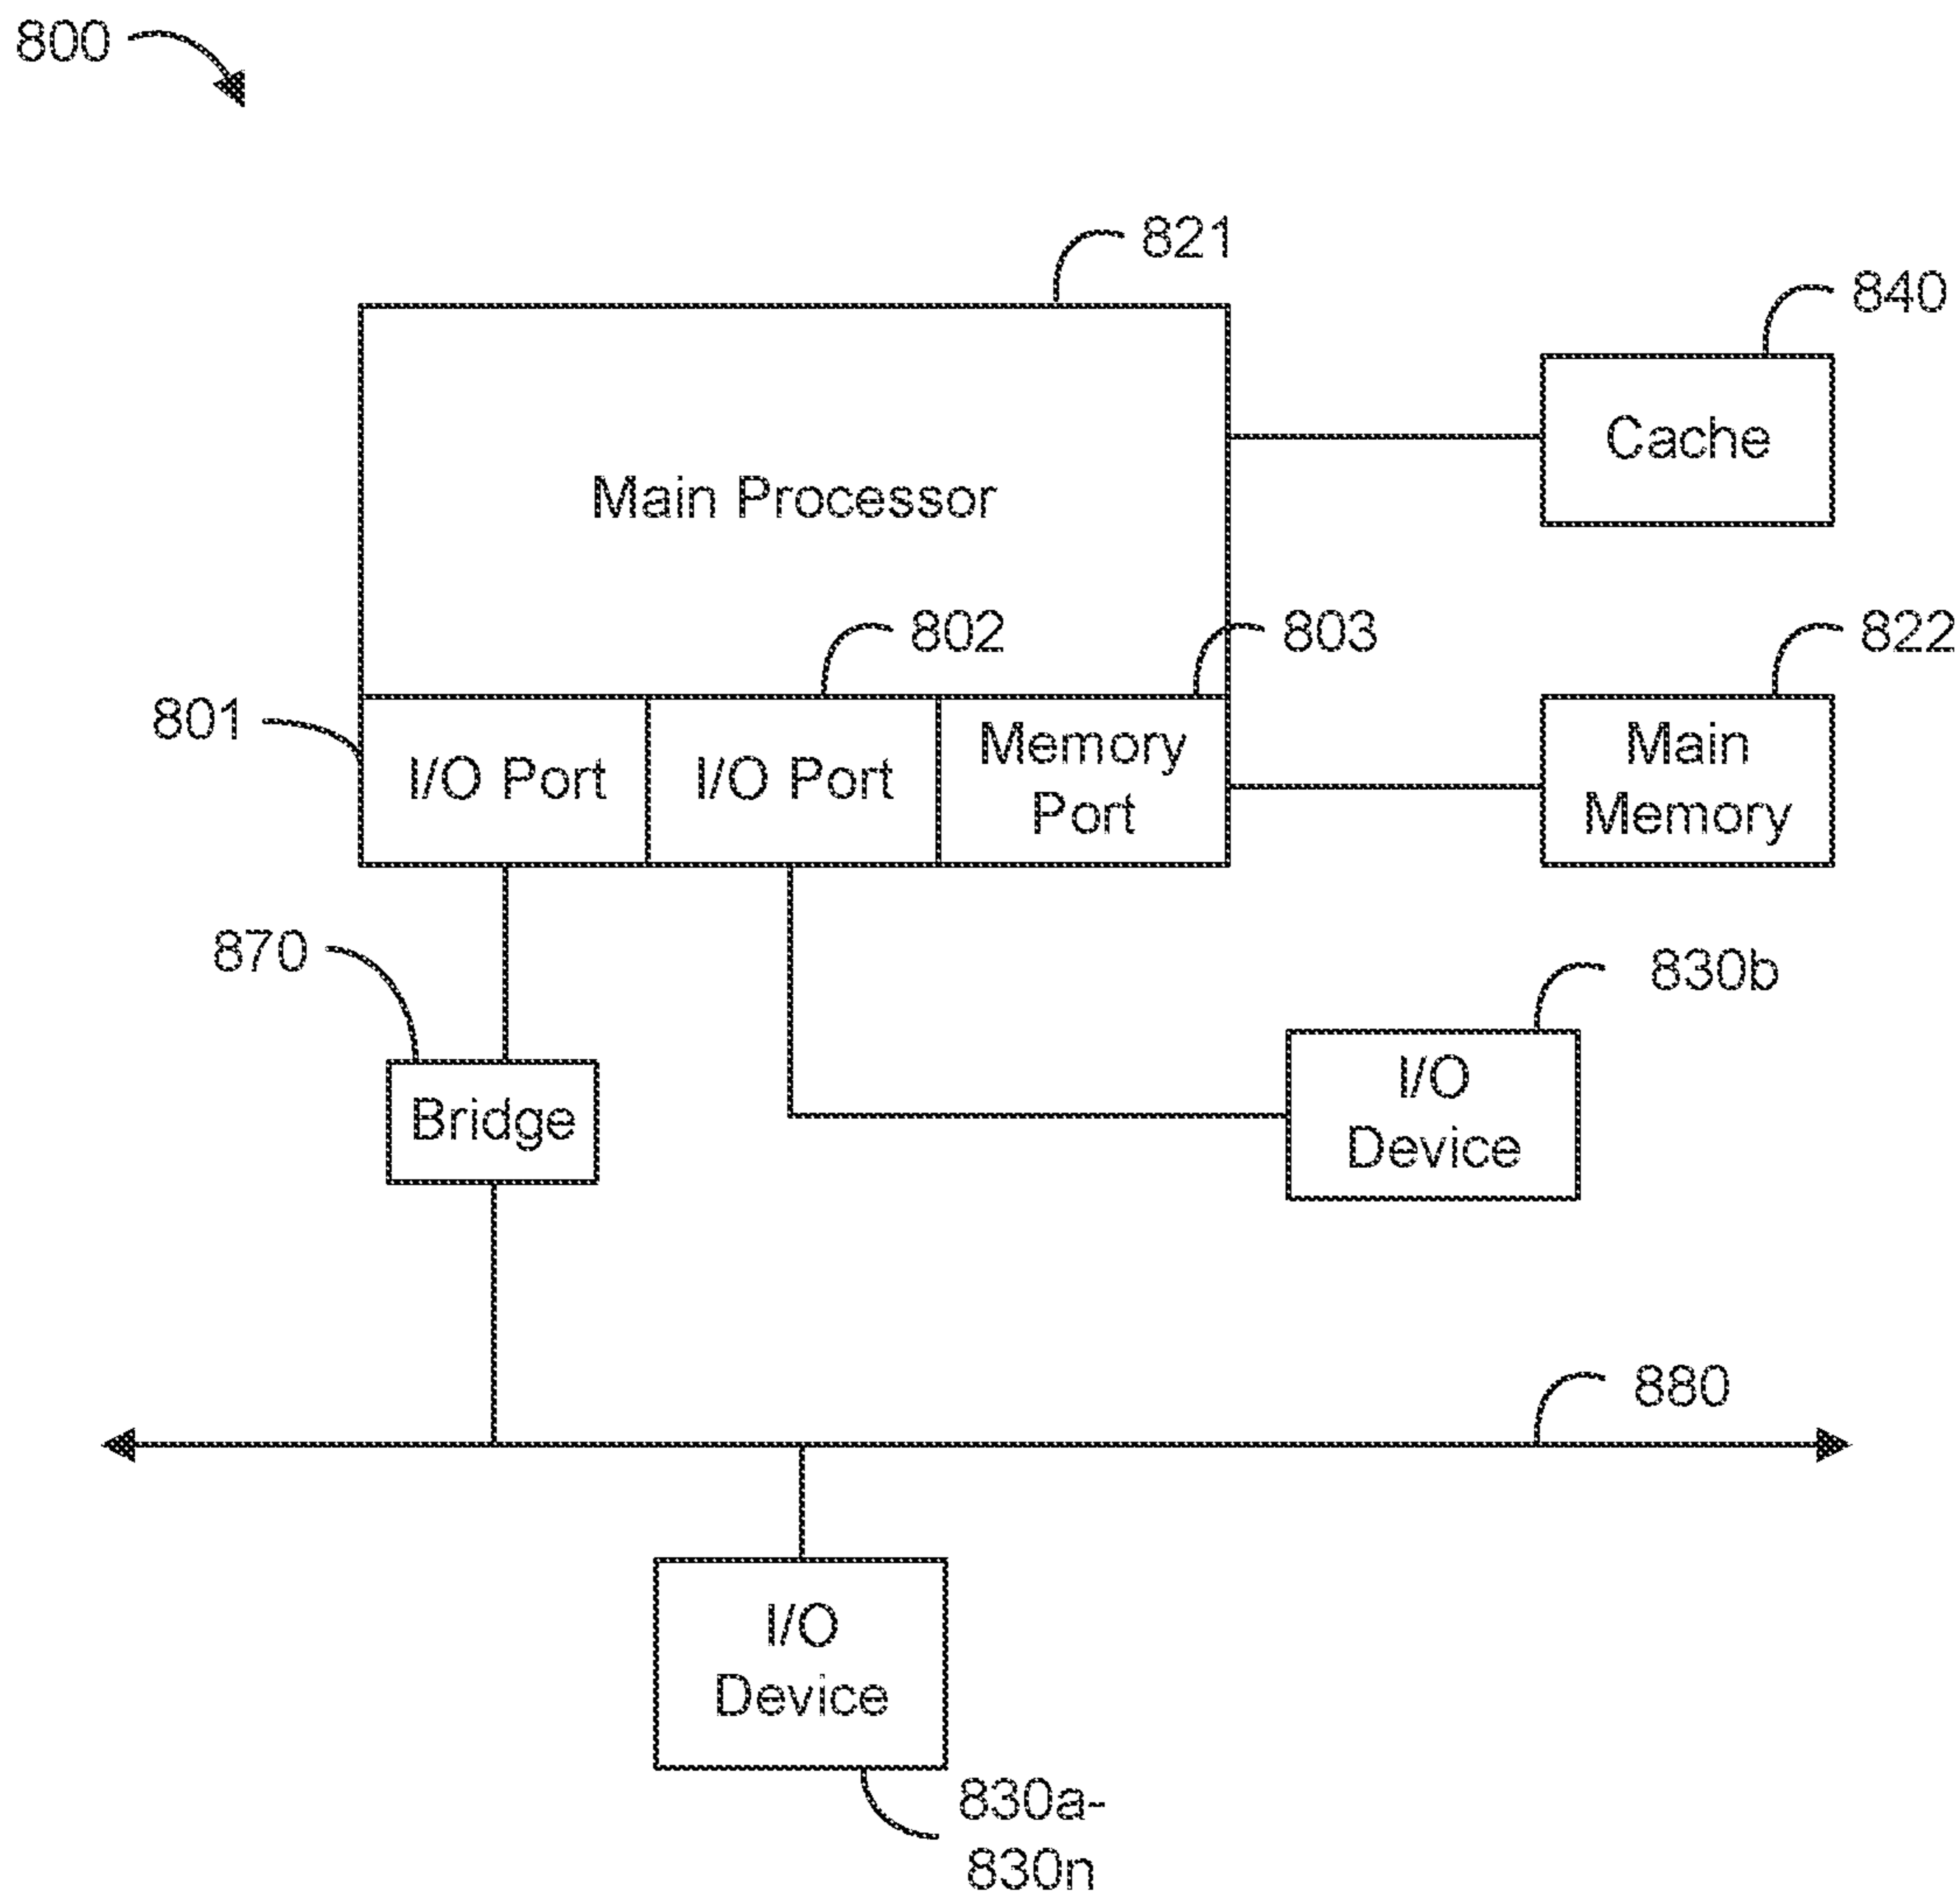 800
821
840
Cache
Main Processor
802
803
822
801
I/O Port
I/O Port
Memory
Port
Main
Memory
870
830b
Bridge
I/O
Device
880
I/O
Device
830a-
830n